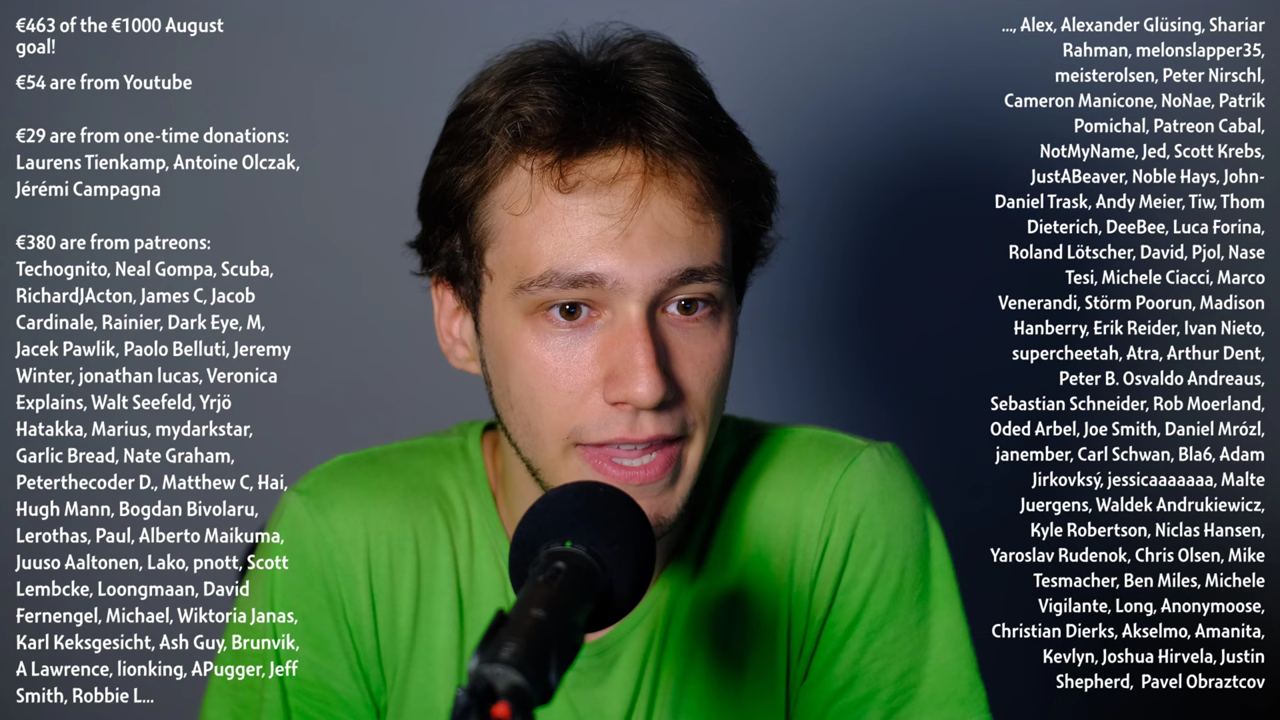 €463 of the €1000 August
goal!
€54 are from Youtube
€29 are from one-time donations:
Laurens Tienkamp, Antoine Olczak,
Jérémi Campagna
€380 are from patreons:
Techognito, Neal Gompa, Scuba,
RichardJActon, James C, Jacob
Cardinale, Rainier, Dark Eye, M,
Jacek Pawlik, Paolo Belluti, Jeremy
Winter, jonathan lucas, Veronica
Explains, Walt Seefeld, Yrjö
Hatakka, Marius, mydarkstar,
Garlic Bread, Nate Graham,
Peterthecoder D., Matthew C, Hai,
Hugh Mann, Bogdan Bivolaru,
Lerothas, Paul, Alberto Maikuma,
Juuso Aaltonen, Lako, pnott, Scott
Lembcke, Loongmaan, David
Fernengel, Michael, Wiktoria Janas,
Karl Keksgesicht, Ash Guy, Brunvik,
A Lawrence, lionking, APugger, Jeff
Smith, Robbie L...
..., Alex, Alexander Glüsing, Shariar
Rahman, melonslapper35,
meisterolsen, Peter Nirschl,
Cameron Manicone, NoNae, Patrik
Pomichal, Patreon Cabal,
NotMyName, Jed, Scott Krebs,
JustABeaver, Noble Hays, John-
Daniel Trask, Andy Meier, Tiw, Thom
Dieterich, DeeBee, Luca Forina,
Roland Lötscher, David, Pjol, Nase
Tesi, Michele Ciacci, Marco
Venerandi, Störm Poorun, Madison
Hanberry, Erik Reider, Ivan Nieto,
supercheetah, Atra, Arthur Dent,
Peter B. Osvaldo Andreaus,
Sebastian Schneider, Rob Moerland,
Oded Arbel, Joe Smith, Daniel Mrózl,
janember, Carl Schwan, Bla6, Adam
Jirkovksý, jessicaaaaaaa, Malte
Juergens, Waldek Andrukiewicz,
Kyle Robertson, Niclas Hansen,
Yaroslav Rudenok, Chris Olsen, Mike
Tesmacher, Ben Miles, Michele
Vigilante, Long, Anonymoose,
Christian Dierks, Akselmo, Amanita,
Kevlyn, Joshua Hirvela, Justin
Shepherd, Pavel Obraztcov